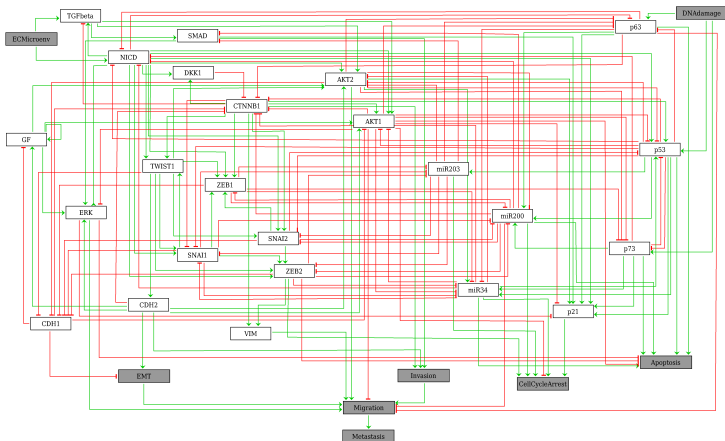 DNAdamage
TGFbeta
p63
ECMicroenv
SMAD
NICD
DKK1
AKT2
CTNNB1
AKT1
GF
p53
TWIST1
miR203
ZEB1
ERK
miR200
SNAI2
p73
SNAI1
ZEB2
miR34
CDH2
p21
CDH1
VIM
Apoptosis
EMT
Invasion
CellCycleArrest
Migration
Metastasis